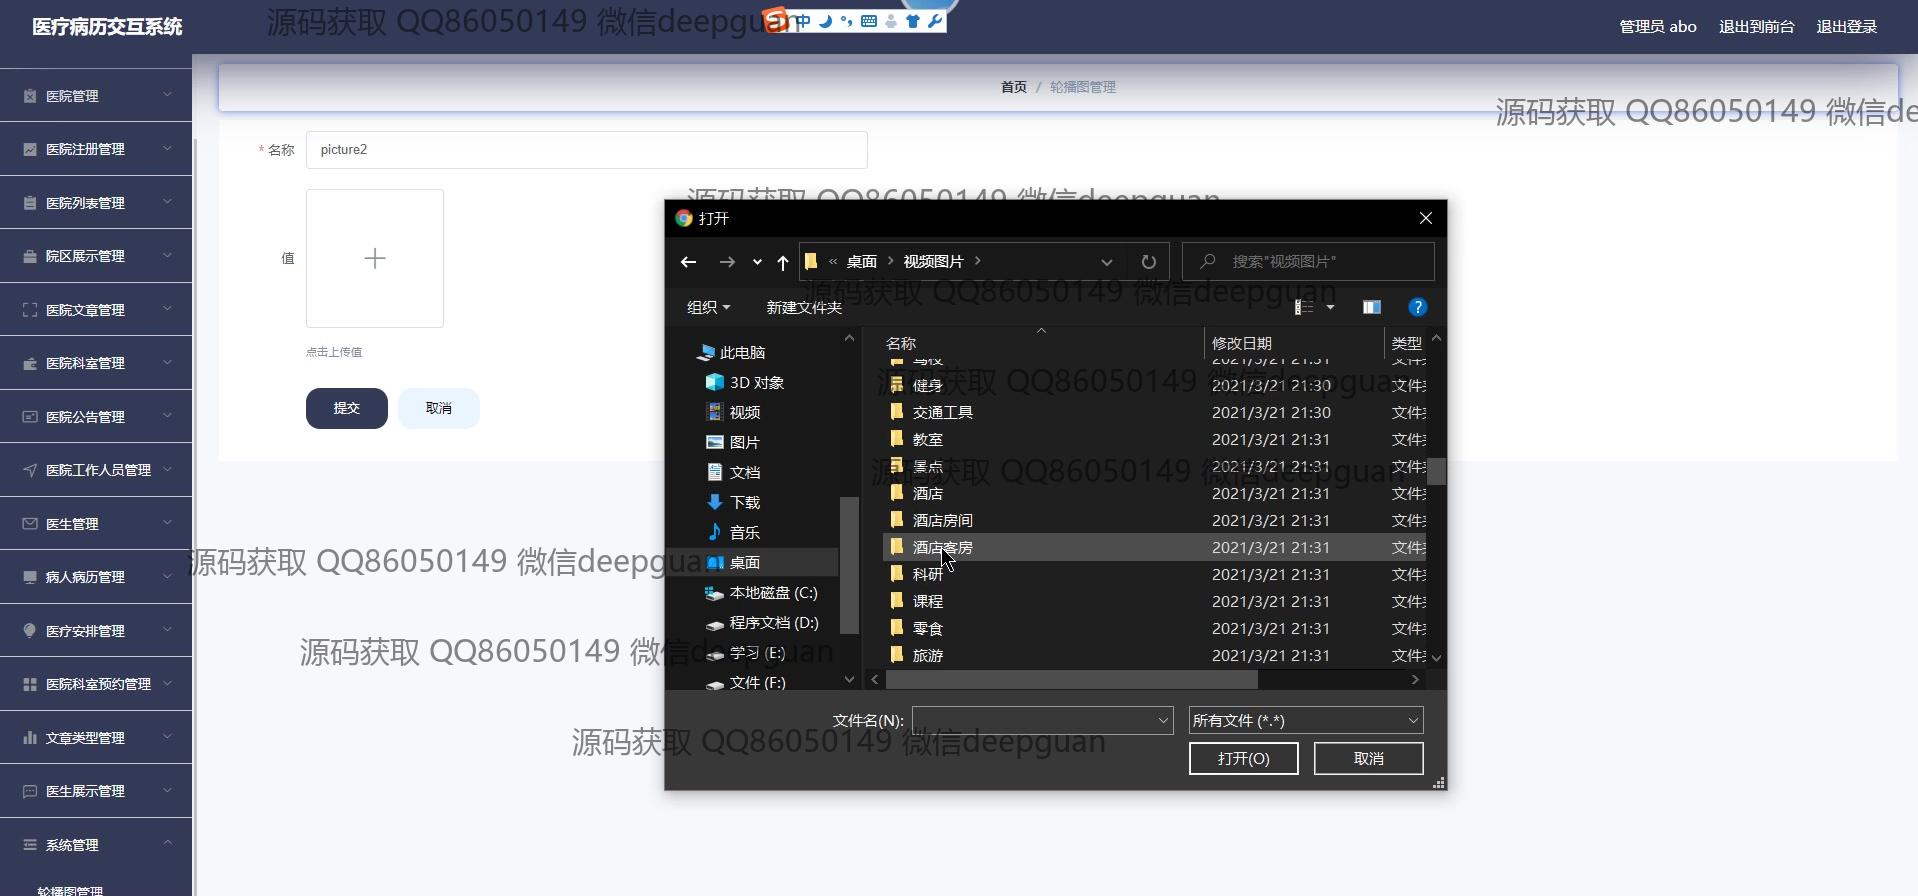 医疗病历交互系统
源码获取 QQ86050149 微信deepguan
中
管理员 abo
退出到前台
退出登录
首页 / 轮播图管理
源码获取 QQ86050149 微信de
医院管理
医院注册管理
医院列表管理
院区展示管理
医院文章管理
医院科室管理
医院公告管理
医院工作人员管理
医生管理
病人病历管理
医疗安排管理
医院科室预约管理
文章类型管理
医生展示管理
系统管理
轮播图管理
* 名称
picture2
值
点击上传值
提交
取消
源码获取 QQ86050149 微信deepguan
打开
« 桌面 › 视频图片 ›
搜索"视频图片"
源码获取 QQ86050149 微信deepguan
组织
新建文件夹
?
此电脑
3D 对象
视频
图片
文档
下载
音乐
桌面
本地磁盘 (C:)
程序文档 (D:)
学习 (E:)
文件 (F:)
名称 修改日期 类型
2021/3/21 21:31
健身 2021/3/21 21:30 文件
源码获取 QQ86050149 微信deepguan
交通工具 2021/3/21 21:30 文件
教室 2021/3/21 21:31 文件
景点 2021/3/21 21:31 文件
源码获取 QQ86050149 微信deepguan
酒店 2021/3/21 21:31 文件
酒店房间 2021/3/21 21:31 文件
酒店客房 2021/3/21 21:31 文件
科研 2021/3/21 21:31 文件
课程 2021/3/21 21:31 文件
零食 2021/3/21 21:31 文件
旅游 2021/3/21 21:31 文件
源码获取 QQ86050149 微信deepguan
源码获取 QQ86050149 微信deepguan
文件名(N):
所有文件 (*.*)
源码获取 QQ86050149 微信deepguan
打开(O)
取消